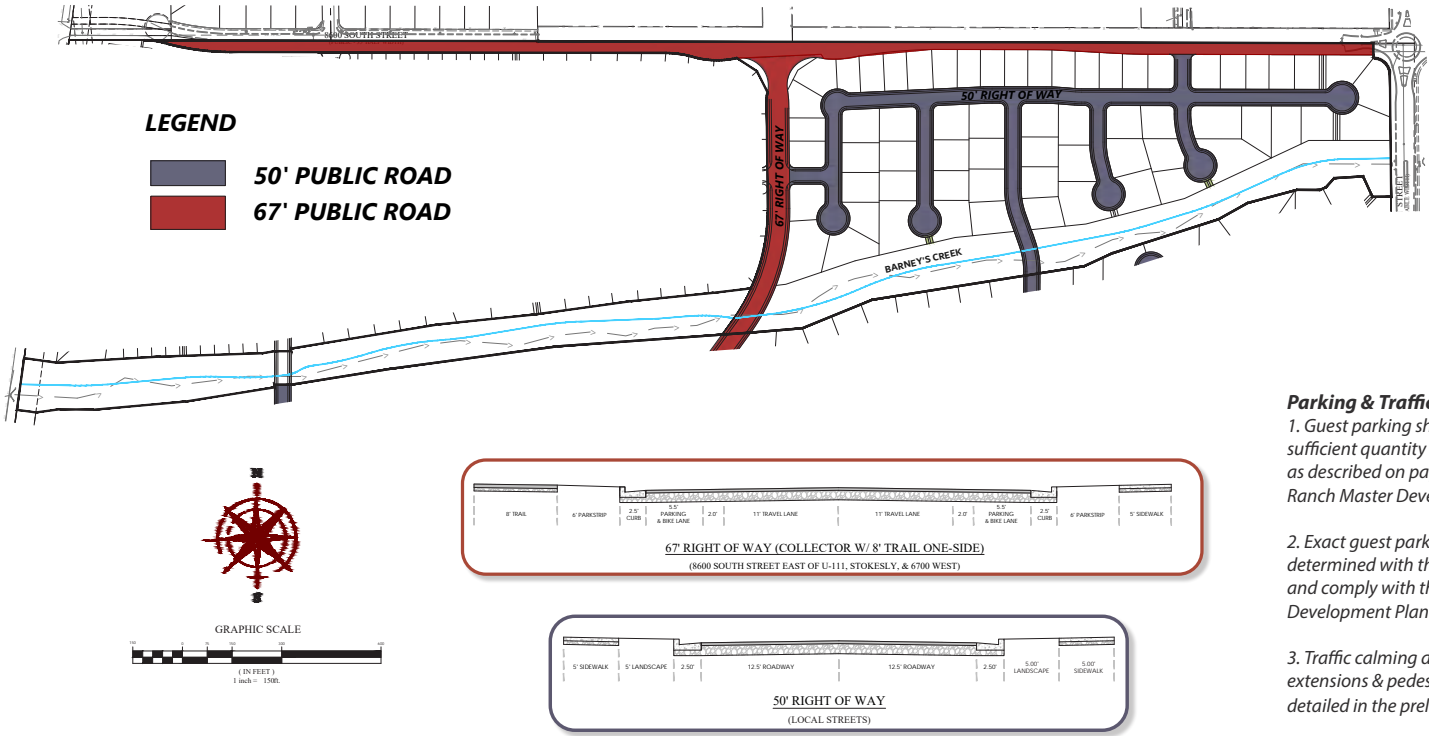 8600 SOUTH STREET
LEGEND
50' PUBLIC ROAD
67' PUBLIC ROAD
50' RIGHT OF WAY
67' RIGHT OF WAY
BARNEY'S CREEK
STREET
N
S
GRAPHIC SCALE
( IN FEET )
1 inch = 150ft.
8' TRAIL
6' PARKSTRIP
2.5'
CURB
5.5'
PARKING
& BIKE LANE
2.0'
11' TRAVEL LANE
11' TRAVEL LANE
2.0'
5.5'
PARKING
& BIKE LANE
2.5'
CURB
6' PARKSTRIP
5' SIDEWALK
67' RIGHT OF WAY (COLLECTOR W/ 8' TRAIL ONE-SIDE)
(8600 SOUTH STREET EAST OF U-111, STOKESLY, & 6700 WEST)
5' SIDEWALK
5' LANDSCAPE
2.50'
12.5' ROADWAY
12.5' ROADWAY
2.50'
5.00'
LANDSCAPE
5.00'
SIDEWALK
50' RIGHT OF WAY
(LOCAL STREETS)
Parking & Traffic
1. Guest parking sh
sufficient quantity
as described on pa
Ranch Master Deve
2. Exact guest park
determined with th
and comply with th
Development Plan
3. Traffic calming d
extensions & pedes
detailed in the prel